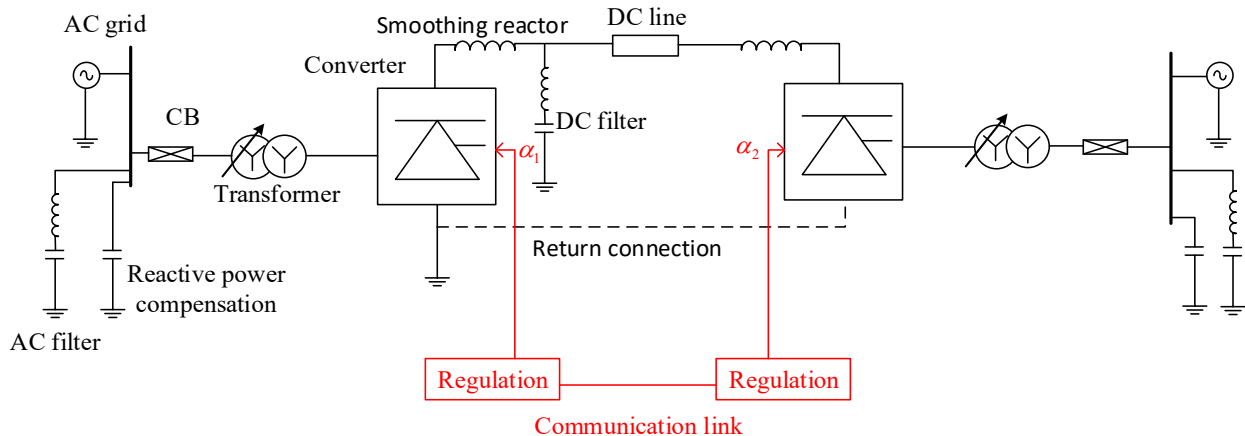 AC grid
Smoothing reactor
DC line
Converter
CB
DC filter
α₁
α₂
Transformer
Return connection
Reactive power
compensation
AC filter
Regulation
Regulation
Communication link